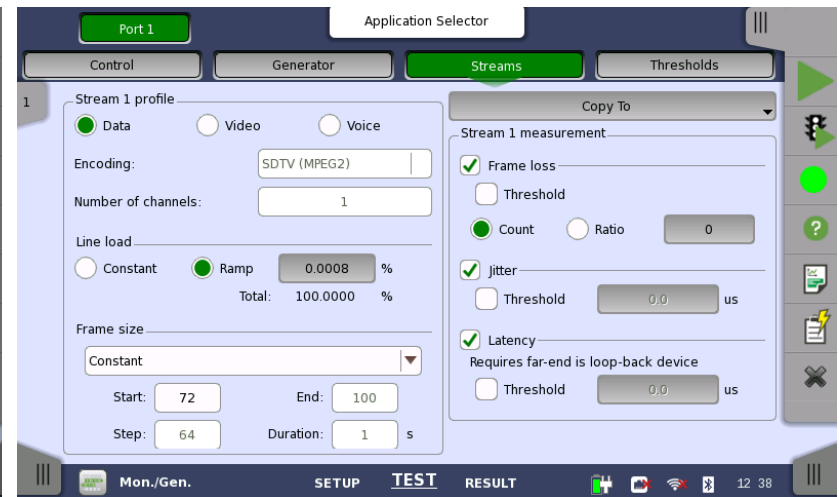 Port 1
Application Selector
Control
Generator
Streams
Thresholds
1
Stream 1 profile
Data
Video
Voice
Encoding:
SDTV (MPEG2)
Number of channels:
1
Line load
Constant
Ramp
0.0008
%
Total:
100.0000
%
Frame size
Constant
Start:
72
End:
100
Step:
64
Duration:
1
s
Copy To
Stream 1 measurement
Frame loss
Threshold
Count
Ratio
0
Jitter
Threshold
0.0
us
Latency
Requires far-end is loop-back device
Threshold
0.0
us
?
Mon./Gen.
SETUP
TEST
RESULT
12 38